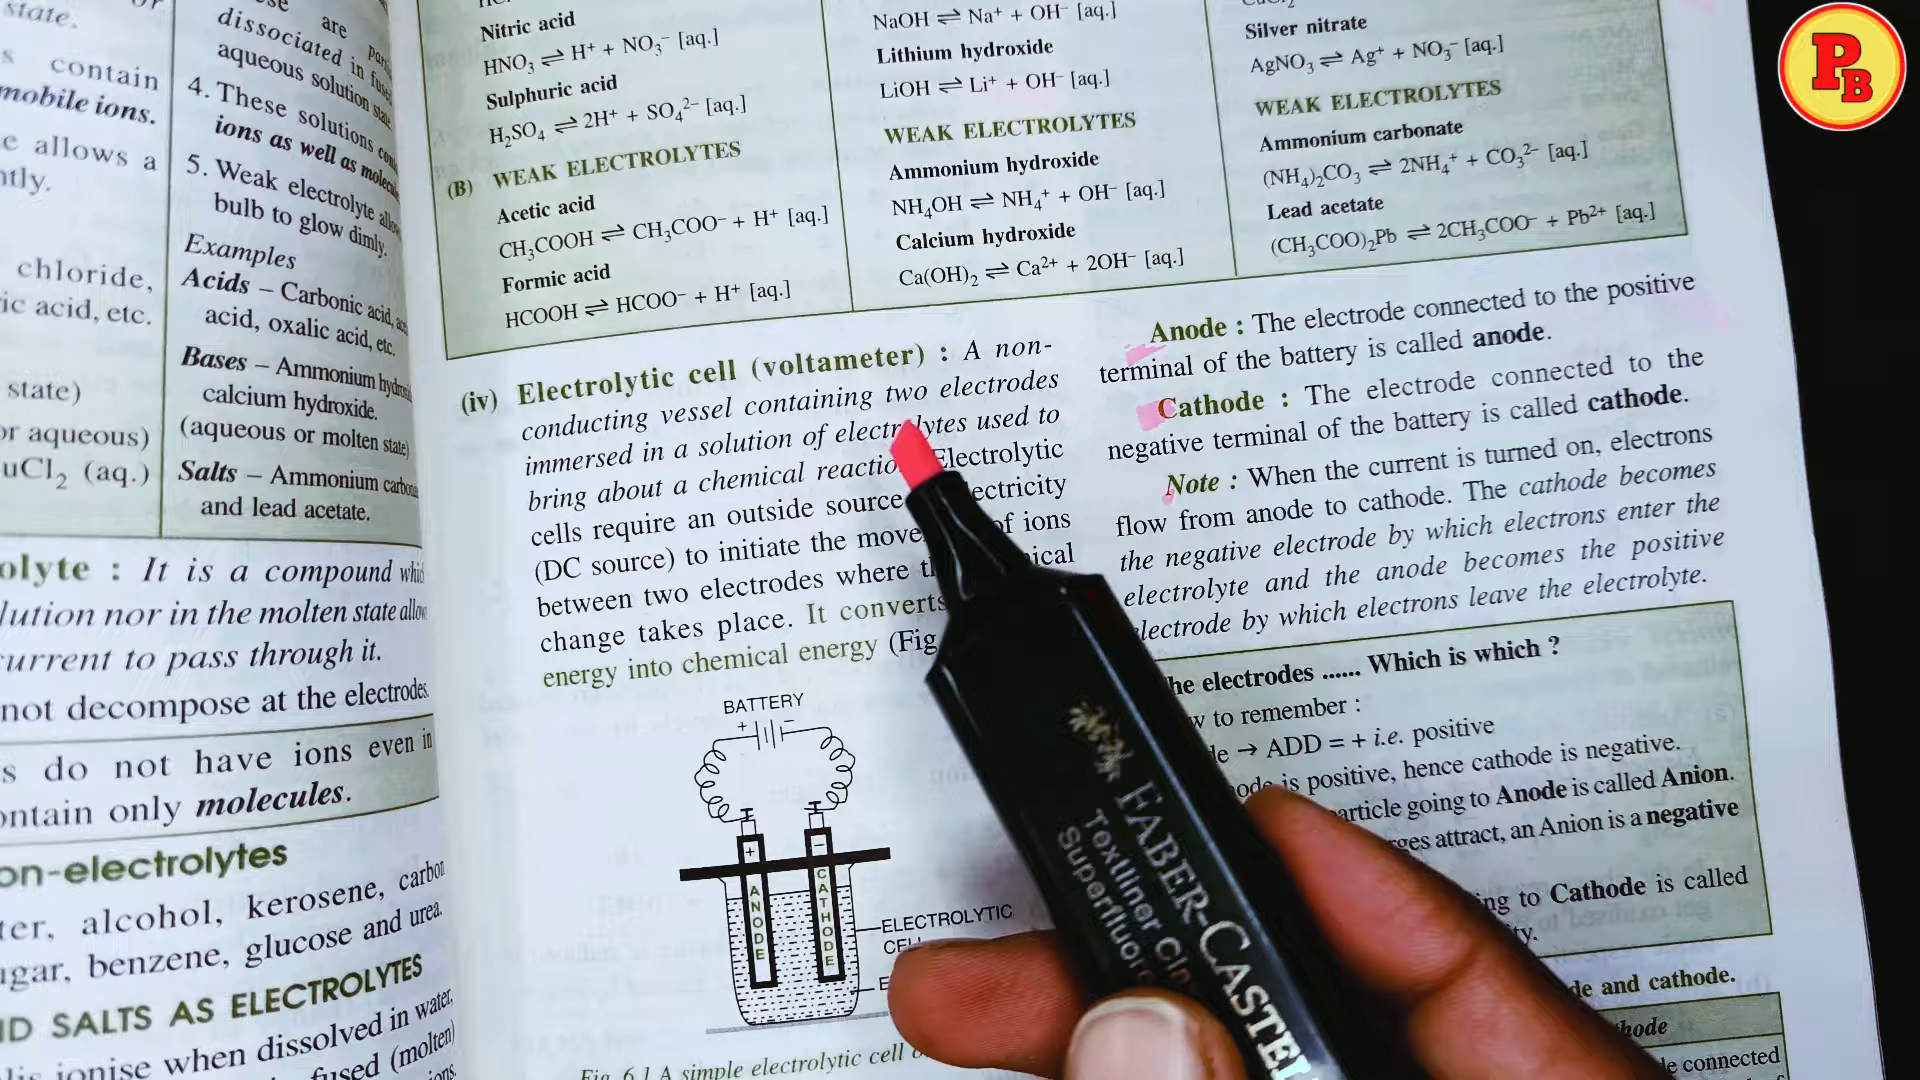 state.
s contain
mobile ions.
e allows a
ntly.
chloride,
ic acid, etc.
state)
or aqueous)
uCl₂ (aq.)
are
dissociated in
aqueous solution
4. These solutions
ions as well as
5. Weak electrolyte
bulb to glow dimly.
Examples
Acids – Carbonic acid,
acid, oxalic acid, etc.
Bases – Ammonium
calcium hydroxide.
(aqueous or molten state)
Salts – Ammonium
and lead acetate.
olyte : It is a compound
lution nor in the molten state
current to pass through it.
not decompose at the electrodes
s do not have ions even in
ontain only molecules.
on-electrolytes
ter, alcohol, kerosene, carbon
ugar, benzene, glucose and urea.
ID SALTS AS ELECTROLYTES
ionise when dissolved in water,
fused (molten)
ions.
Nitric acid
HNO₃ ⇌ H⁺ + NO₃⁻ [aq.]
Sulphuric acid
H₂SO₄ ⇌ 2H⁺ + SO₄²⁻ [aq.]
(B) WEAK ELECTROLYTES
Acetic acid
CH₃COOH ⇌ CH₃COO⁻ + H⁺ [aq.]
Formic acid
HCOOH ⇌ HCOO⁻ + H⁺ [aq.]
NaOH ⇌ Na⁺ + OH⁻ [aq.]
Lithium hydroxide
LiOH ⇌ Li⁺ + OH⁻ [aq.]
WEAK ELECTROLYTES
Ammonium hydroxide
NH₄OH ⇌ NH₄⁺ + OH⁻ [aq.]
Calcium hydroxide
Ca(OH)₂ ⇌ Ca²⁺ + 2OH⁻ [aq.]
Silver nitrate
AgNO₃ ⇌ Ag⁺ + NO₃⁻ [aq.]
WEAK ELECTROLYTES
Ammonium carbonate
(NH₄)₂CO₃ ⇌ 2NH₄⁺ + CO₃²⁻ [aq.]
Lead acetate
(CH₃COO)₂Pb ⇌ 2CH₃COO⁻ + Pb²⁺ [aq.]
(iv) Electrolytic cell (voltameter) : A non-
conducting vessel containing two electrodes
immersed in a solution of electrolytes used to
bring about a chemical Electrolytic
cells require an outside source
(DC source) to initiate the of ions
between two electrodes where
change takes place. It converts
energy into chemical energy (Fig
BATTERY
+ −
+ −
ANODE
CATHODE
ELECTROLYTIC
Fig. 6.1 A simple electrolytic cell
Anode : The electrode connected to the positive
terminal of the battery is called anode.
Cathode : The electrode connected to the
negative terminal of the battery is called cathode.
Note : When the current is turned on, electrons
flow from anode to cathode. The cathode becomes
the negative electrode by which electrons enter the
electrolyte and the anode becomes the positive
electrode by which electrons leave the electrolyte.
he electrodes ...... Which is which ?
w to remember :
de → ADD = + i.e. positive
ode is positive, hence cathode is negative.
article going to Anode is called Anion.
ges attract, an Anion is a negative
ng to Cathode is called
ty.
de and cathode.
hode
e connected
FABER-CASTELL
Textliner
Superfluor
PB